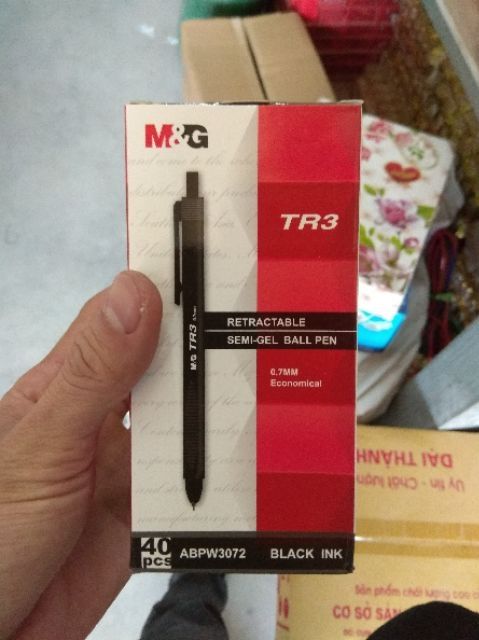 M&G
TR3
M&G TR3
RETRACTABLE
SEMI-GEL BALL PEN
0.7MM
Economical
40
pcs
ABPW3072
BLACK INK
ĐẠI THÀNH
Uy tín - Chất lượn
Sản phẩm chất lượng cao c
CƠ SỞ SẢN